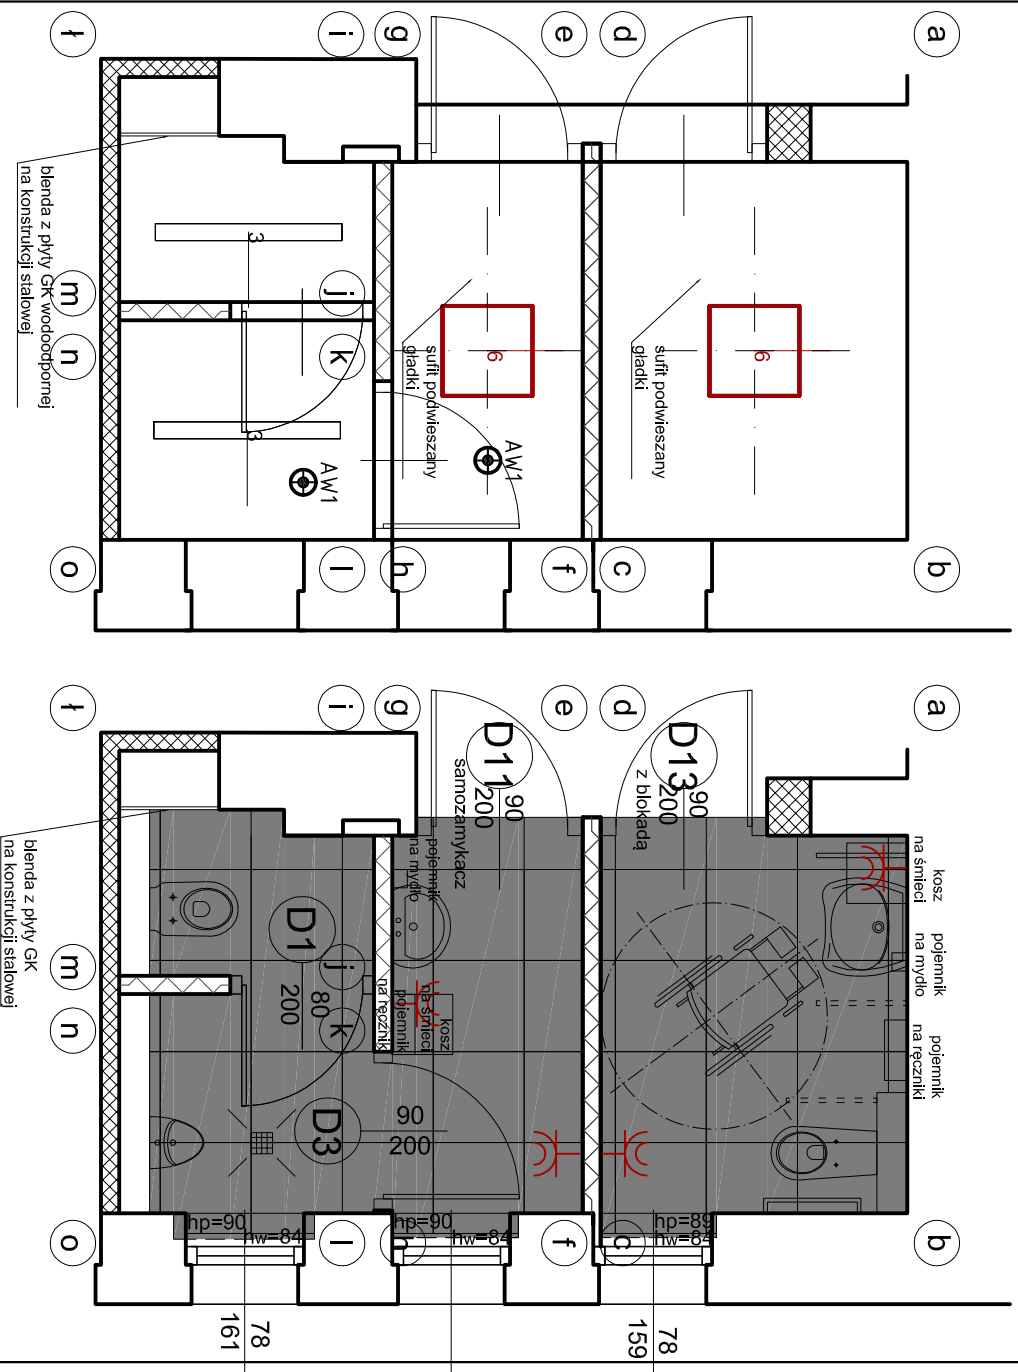 ł
i
g
e
d
a
blenda z płyty GK wodoodpornej
na konstrukcji stalowej
3
m
n
j
k
3
AW1
sufit podwieszany
gładki
6
AW1
sufit podwieszany
gładki
6
o
l
h
f
c
b
ł
i
g
e
d
a
D11
90
200
samozamykacz
D13
90
200
z blokadą
pojemnik
na mydło
kosz
na śmieci
pojemnik
na mydło
pojemnik
na ręczniki
blenda z płyty GK
na konstrukcji stalowej
m
n
D1
80
200
j
k
kosz
na śmieci
pojemnik
na ręcznik
D3
90
200
hp=90
hw=84
hp=90
hw=84
hp=89
hw=84
o
l
h
f
c
b
78
161
78
159